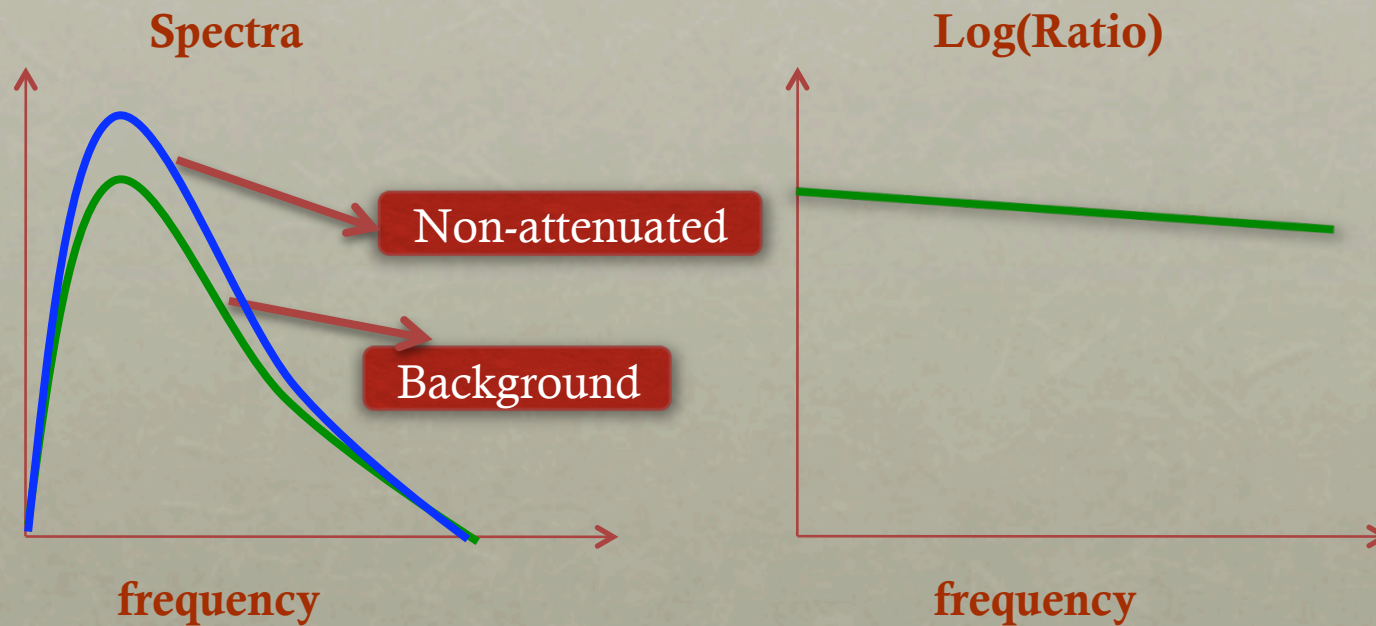 Spectra
Log(Ratio)
Non-attenuated
Background
frequency
frequency